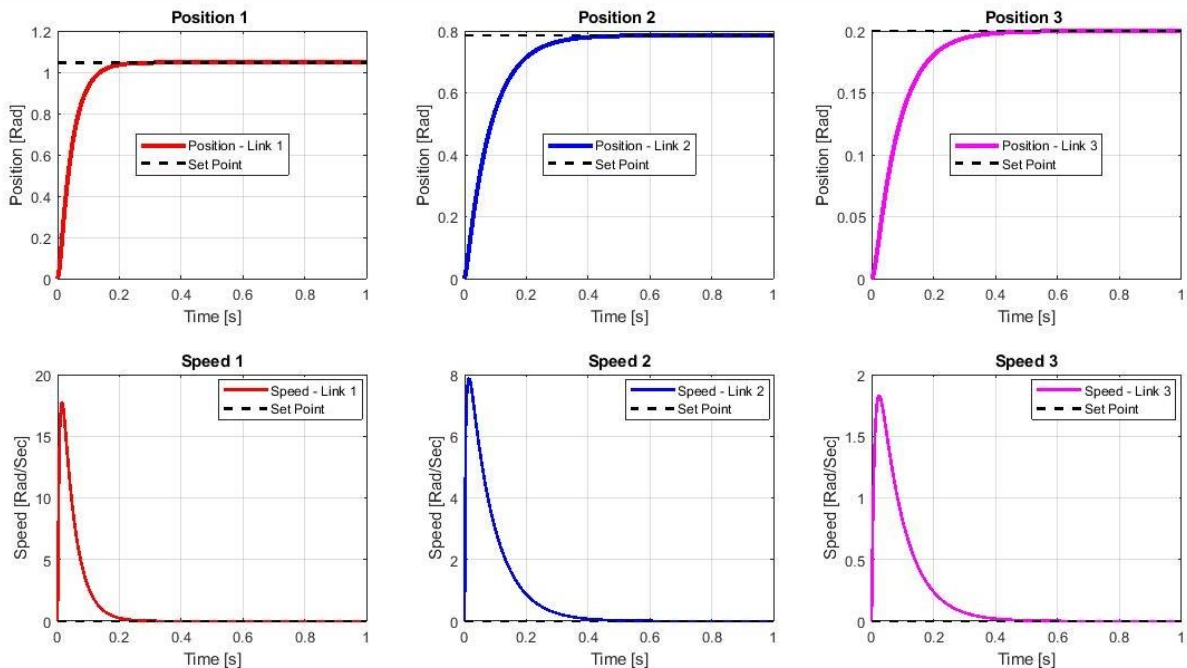 Position 1
1.2
1
0.8
0.6
0.4
0.2
0
Position [Rad]
Position - Link 1
Set Point
0 0.2 0.4 0.6 0.8 1
Time [s]
Position 2
0.8
0.6
0.4
0.2
0
Position [Rad]
Position - Link 2
Set Point
0 0.2 0.4 0.6 0.8 1
Time [s]
Position 3
0.2
0.15
0.1
0.05
0
Position [Rad]
Position - Link 3
Set Point
0 0.2 0.4 0.6 0.8 1
Time [s]
Speed 1
20
15
10
5
0
Speed [Rad/Sec]
Speed - Link 1
Set Point
0 0.2 0.4 0.6 0.8 1
Time [s]
Speed 2
8
6
4
2
0
Speed [Rad/Sec]
Speed - Link 2
Set Point
0 0.2 0.4 0.6 0.8 1
Time [s]
Speed 3
2
1.5
1
0.5
0
Speed [Rad/Sec]
Speed - Link 3
Set Point
0 0.2 0.4 0.6 0.8 1
Time [s]